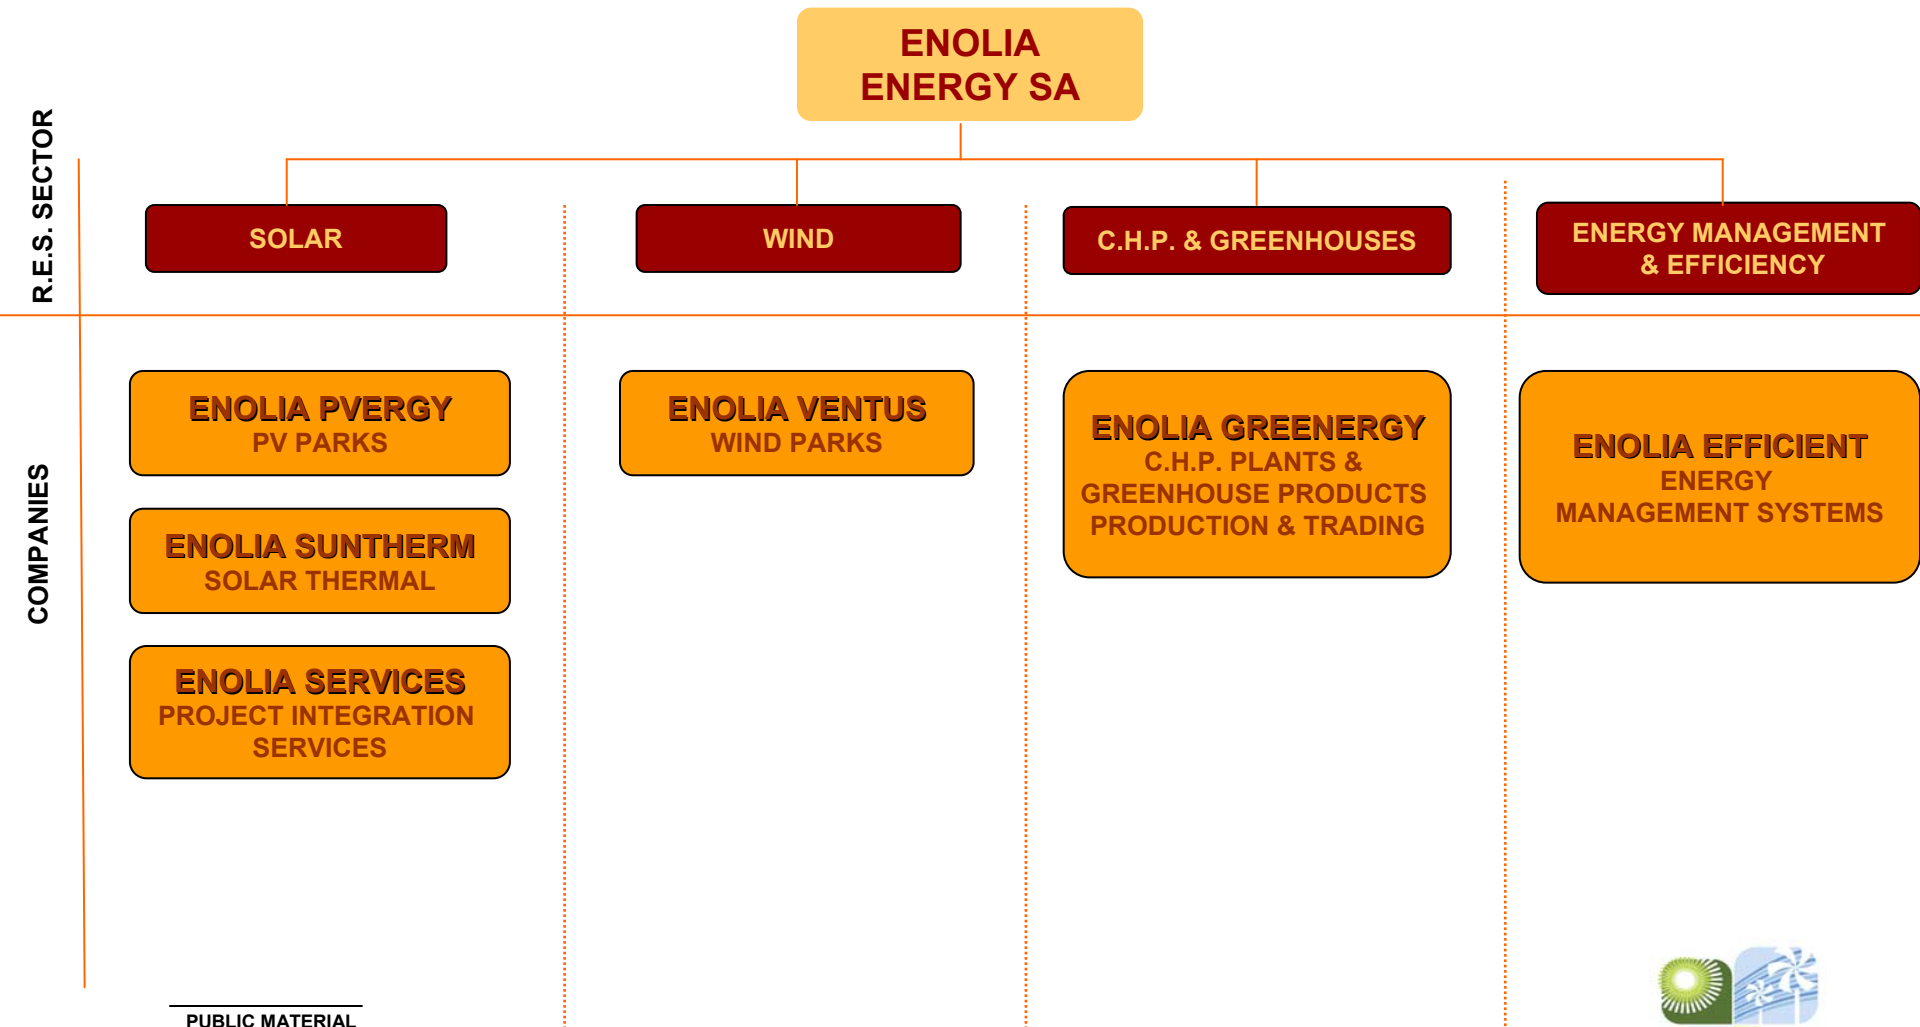 ENOLIA
ENERGY SA
R.E.S. SECTOR
SOLAR
WIND
C.H.P. & GREENHOUSES
ENERGY MANAGEMENT
& EFFICIENCY
COMPANIES
ENOLIA PVERGY
PV PARKS
ENOLIA SUNTHERM
SOLAR THERMAL
ENOLIA SERVICES
PROJECT INTEGRATION
SERVICES
ENOLIA VENTUS
WIND PARKS
ENOLIA GREENERGY
C.H.P. PLANTS &
GREENHOUSE PRODUCTS
PRODUCTION & TRADING
ENOLIA EFFICIENT
ENERGY
MANAGEMENT SYSTEMS
PUBLIC MATERIAL